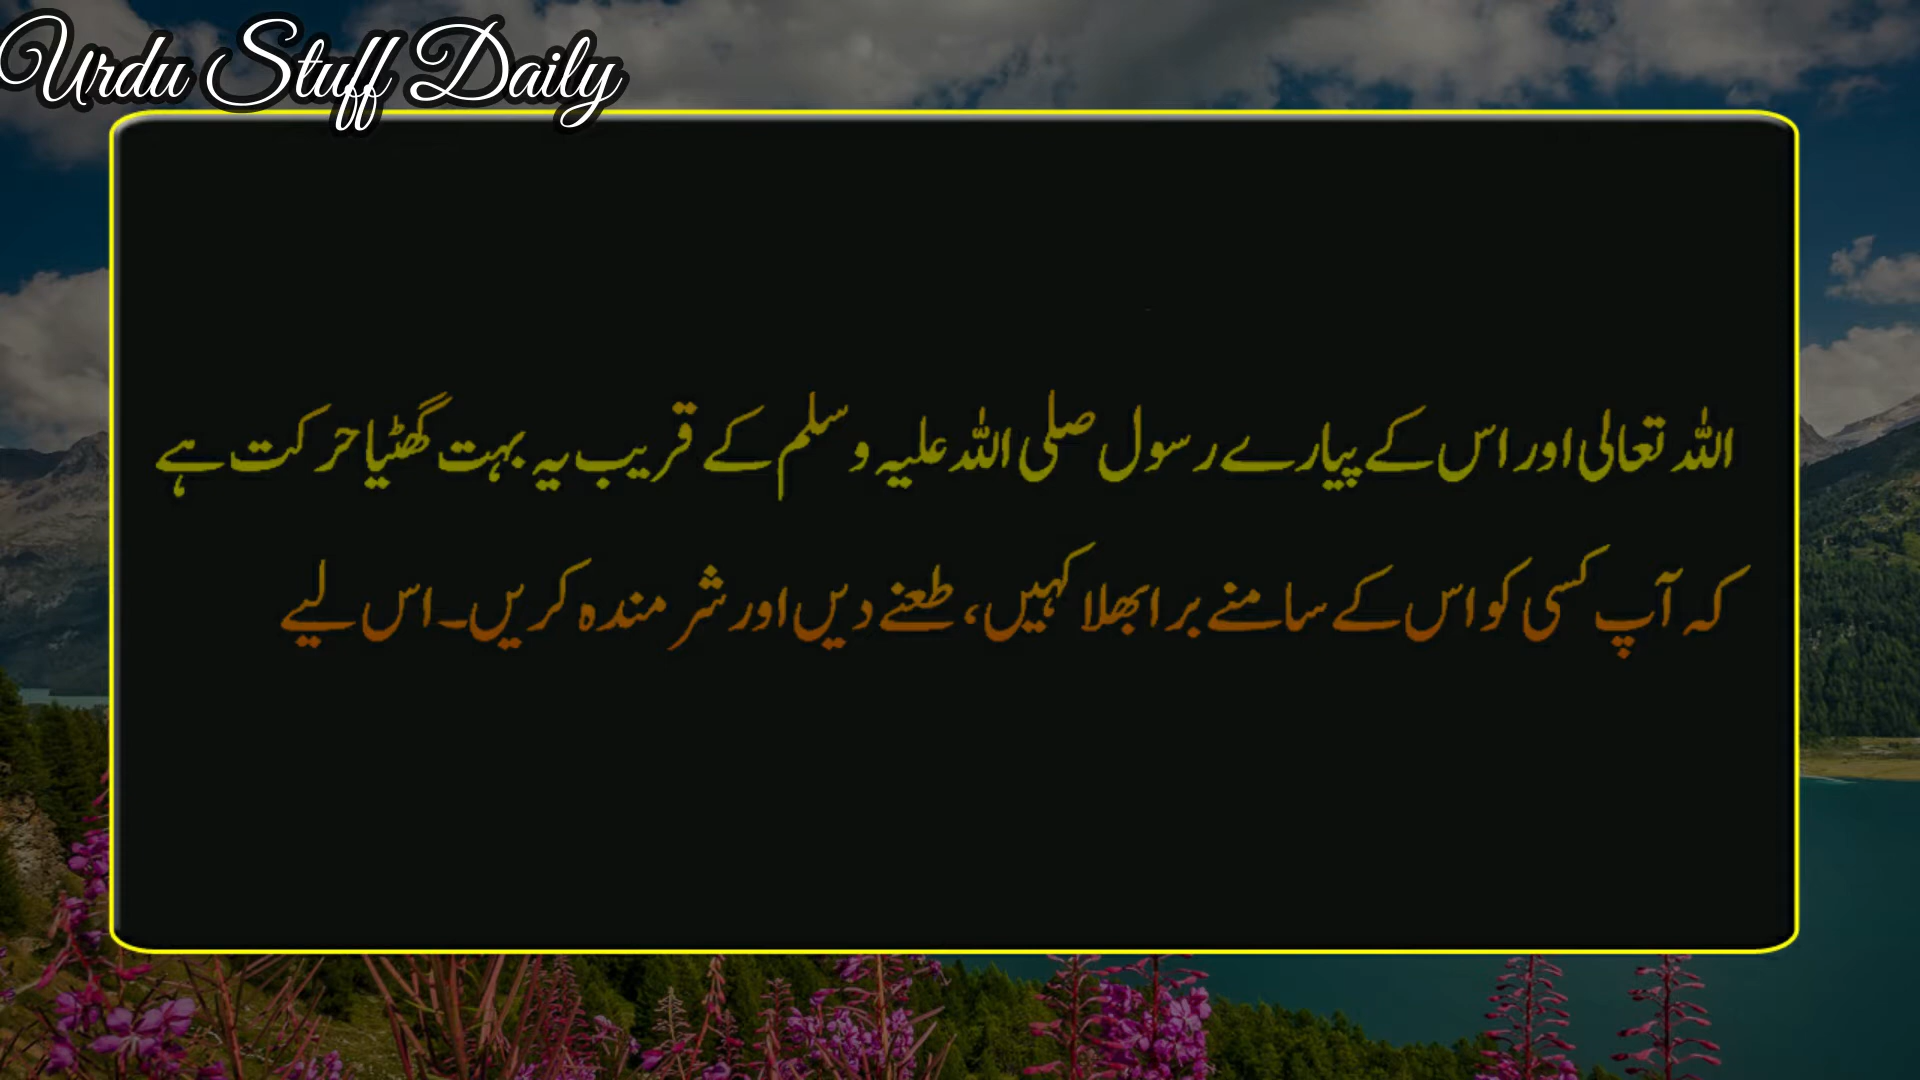 Urdu Stuff Daily
اللہ تعالی اور اس کے پیارے رسول صلی اللہ علیہ وسلم کے قریب یہ بہت گھٹیا حرکت ہے
کہ آپ کسی کو اس کے سامنے برا بھلا کہیں، طعنے دیں اور شرمندہ کریں۔ اس لیے